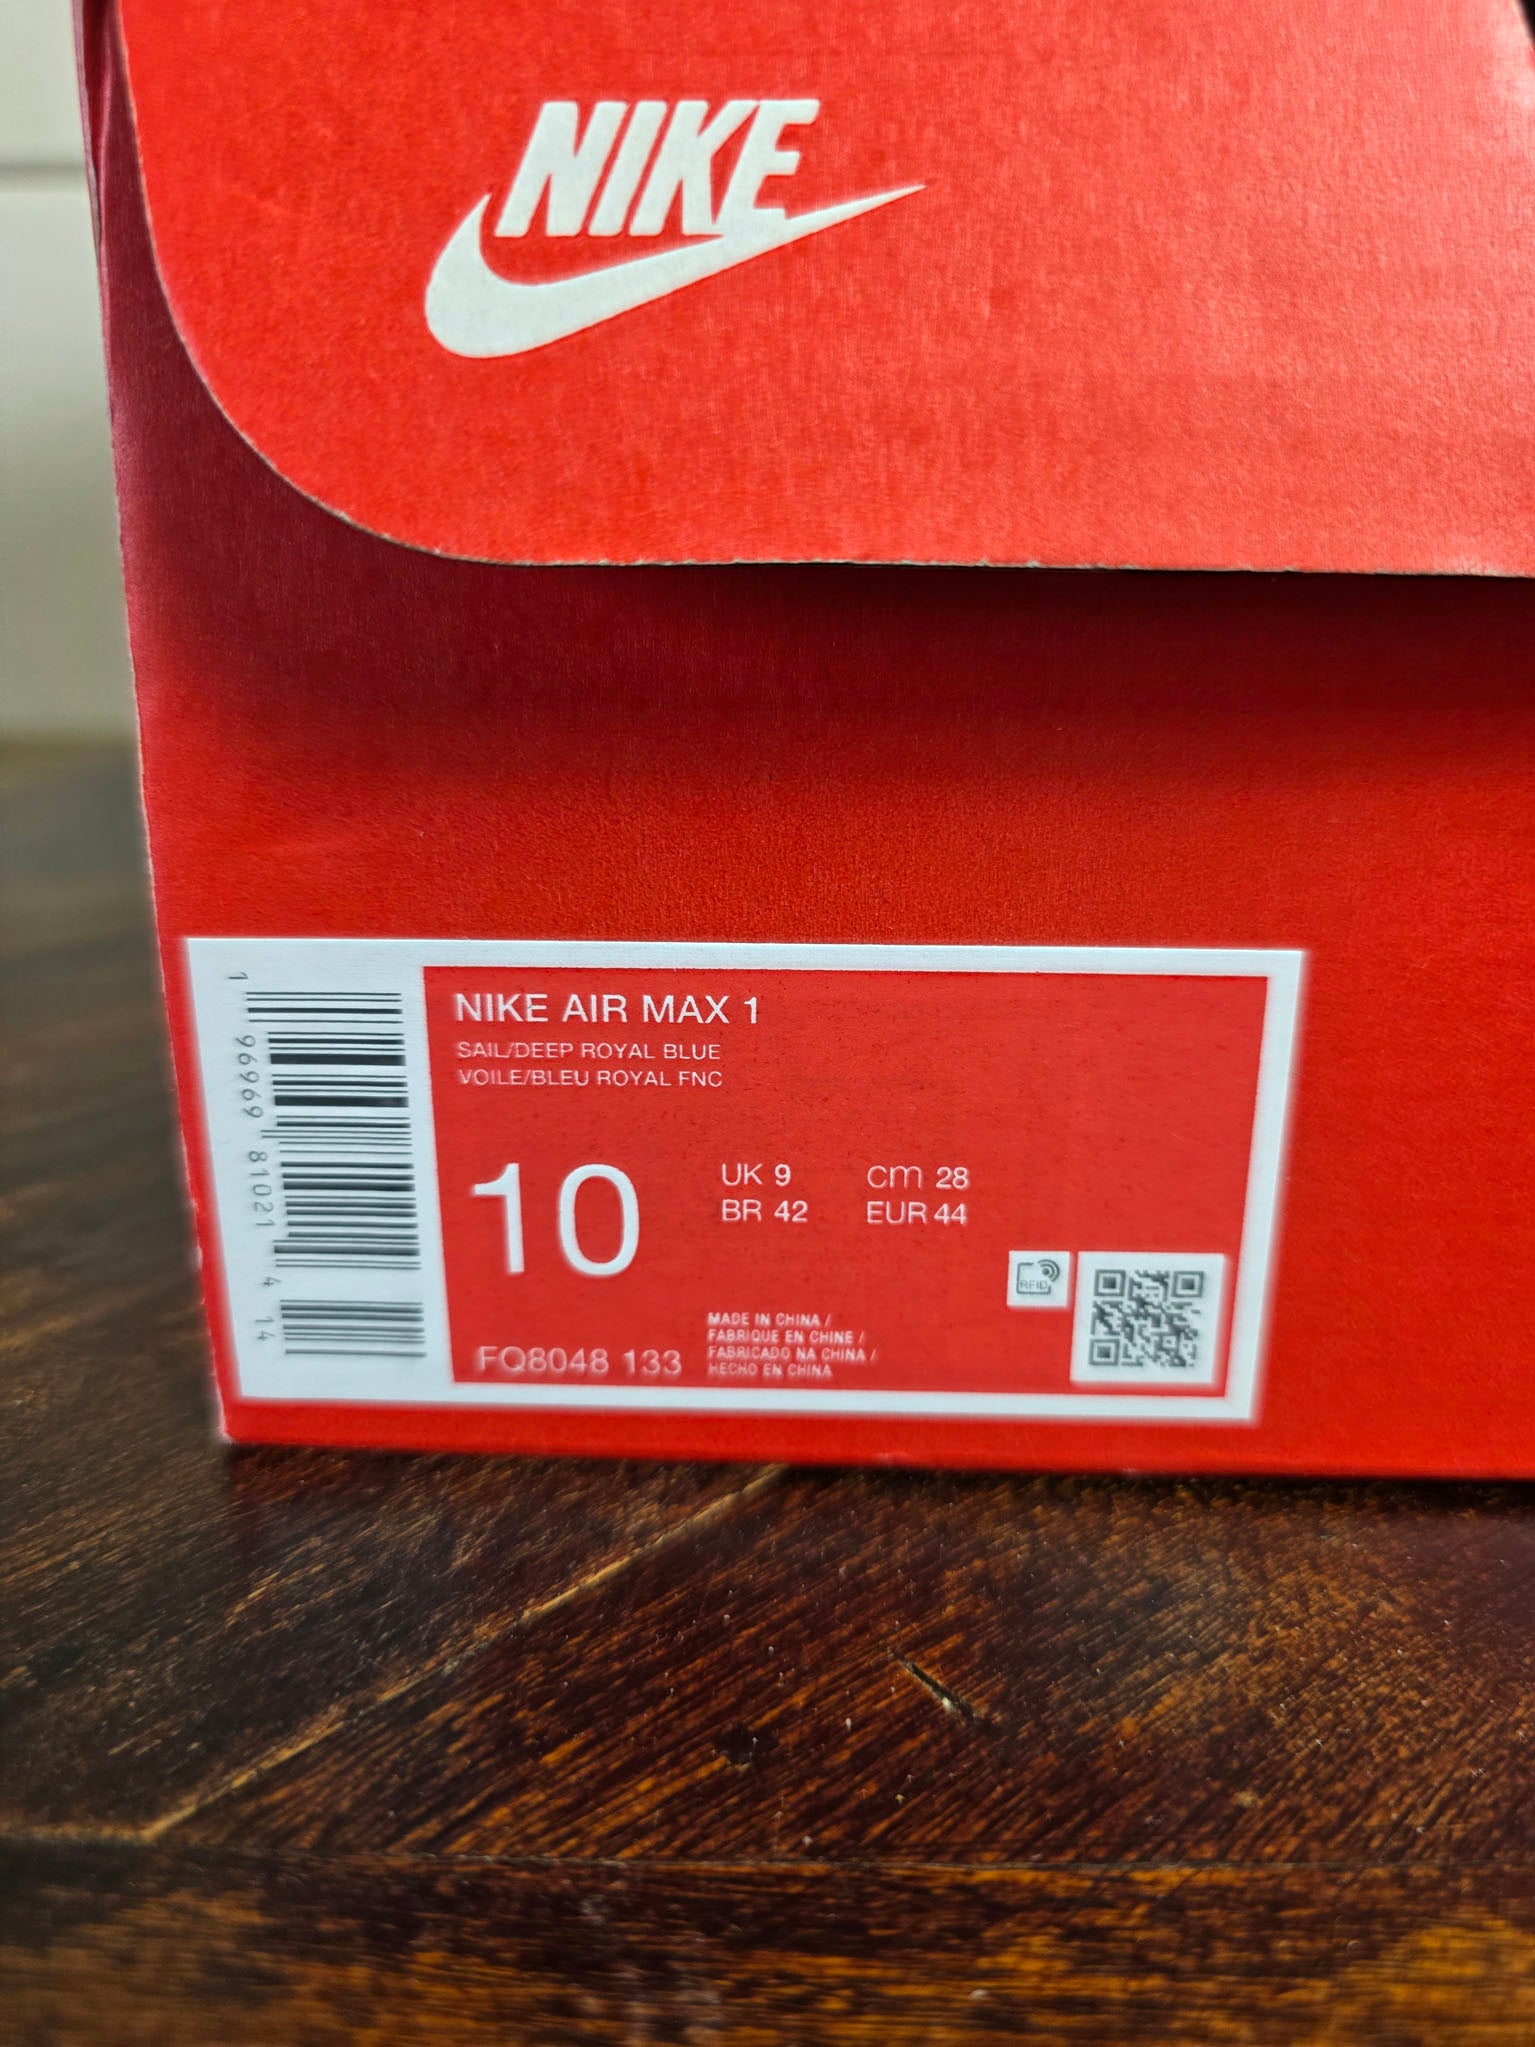 NIKE
NIKE AIR MAX 1
SAIL/DEEP ROYAL BLUE
VOILE/BLEU ROYAL FNC
10
UK 9 cm 28
BR 42 EUR 44
RFID
MADE IN CHINA /
FABRIQUE EN CHINE /
FABRICADO NA CHINA /
HECHO EN CHINA
FQ8048 133
1 96969 81021 4 14